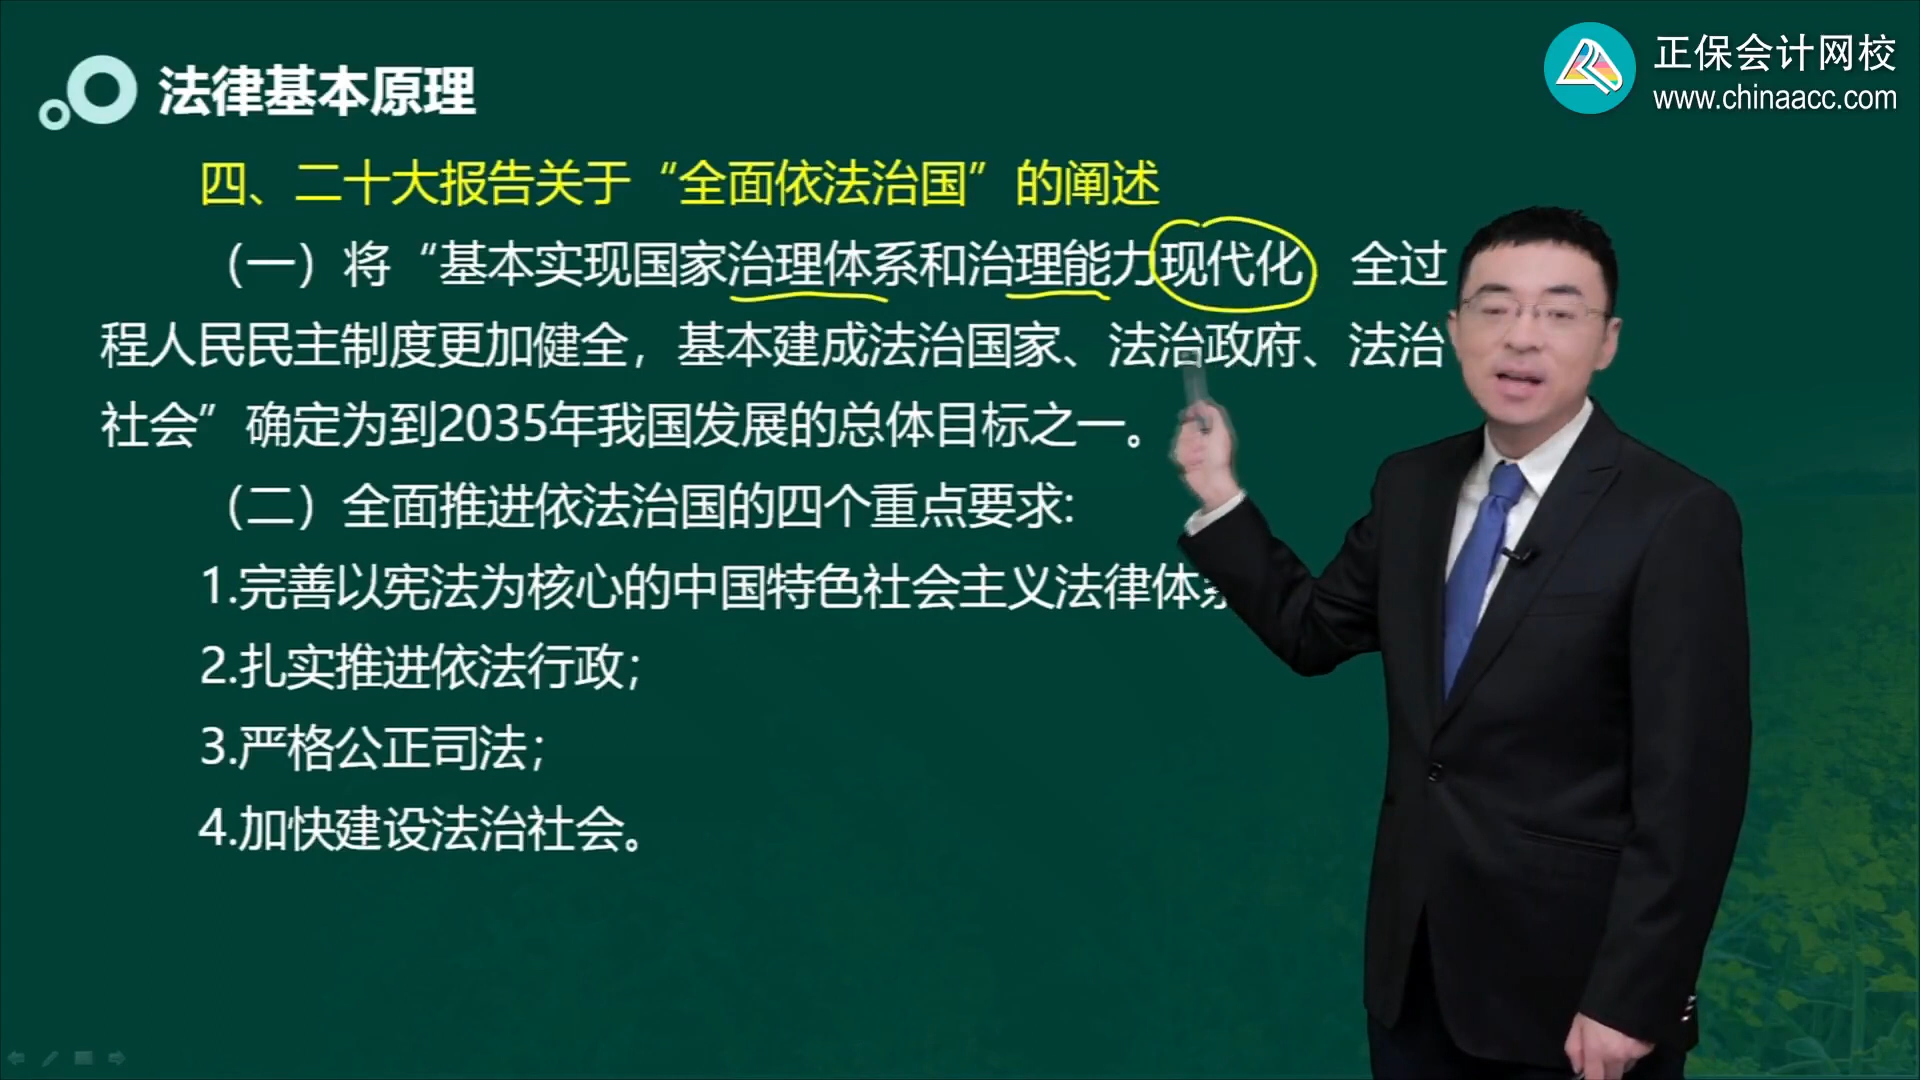 法律基本原理
正保会计网校
www.chinaacc.com
四、二十大报告关于“全面依法治国”的阐述
（一）将“基本实现国家治理体系和治理能力现代化 全过
程人民民主制度更加健全，基本建成法治国家、法治政府、法治
社会”确定为到2035年我国发展的总体目标之一。
（二）全面推进依法治国的四个重点要求:
1.完善以宪法为核心的中国特色社会主义法律体系
2.扎实推进依法行政;
3.严格公正司法;
4.加快建设法治社会。